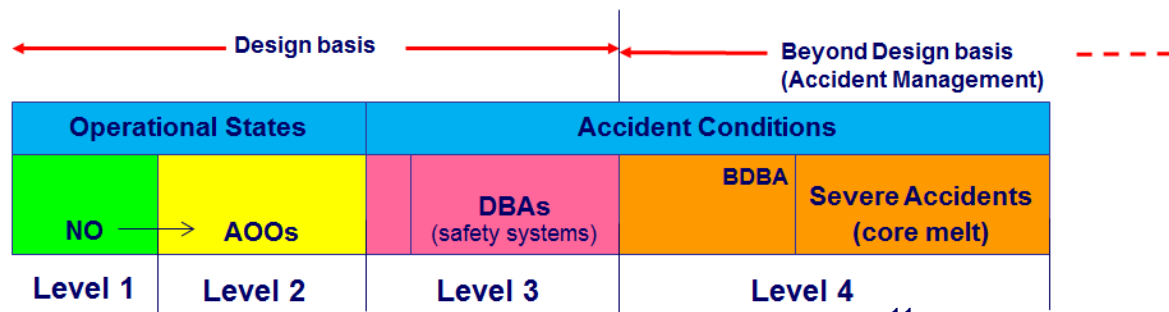 Design basis
Beyond Design basis
(Accident Management)
Operational States
Accident Conditions
NO
AOOs
DBAs
(safety systems)
BDBA
Severe Accidents
(core melt)
Level 1
Level 2
Level 3
Level 4